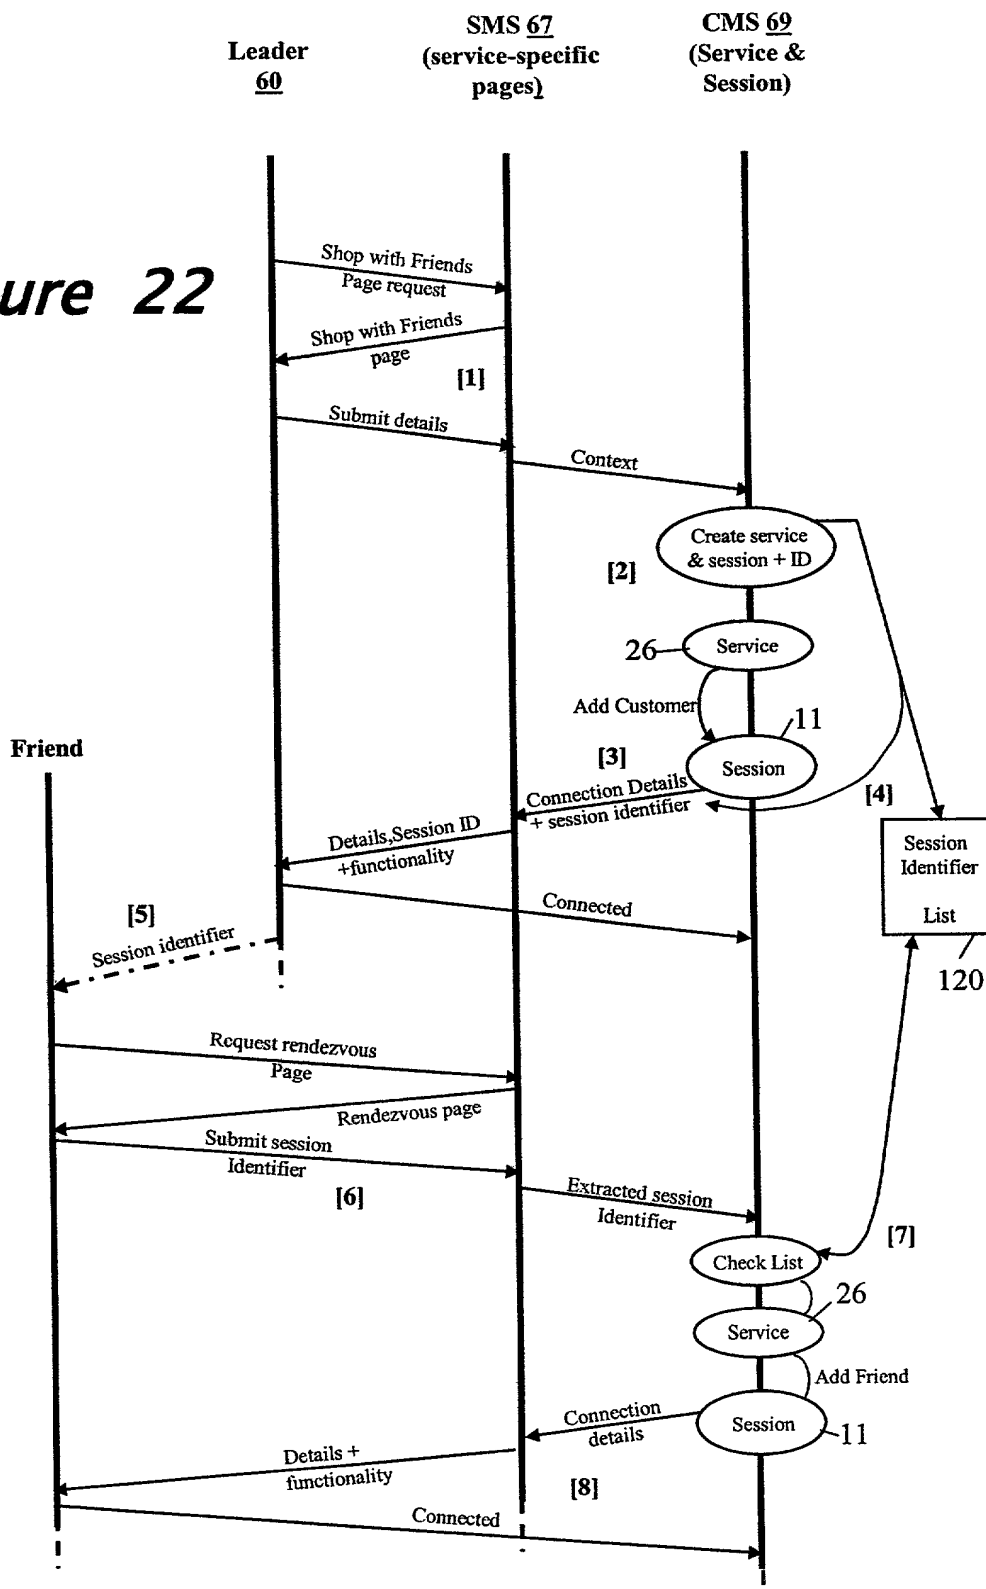 SMS 67
(service-specific
pages)
CMS 69
(Service &
Session)
Leader
60
ure 22
Shop with Friends
Page request
Shop with Friends
page
[1]
Submit details
Context
Create service
& session + ID
[2]
26
Service
Add Customer
11
[3]
Session
Friend
Connection Details
+ session identifier
[4]
Details,Session ID
+functionality
Session
Identifier
List
120
Connected
[5]
Session identifier
Request rendezvous
Page
Rendezvous page
Submit session
Identifier
[6]
Extracted session
Identifier
[7]
Check List
26
Service
Add Friend
Session
11
Connection
details
Details +
functionality
[8]
Connected